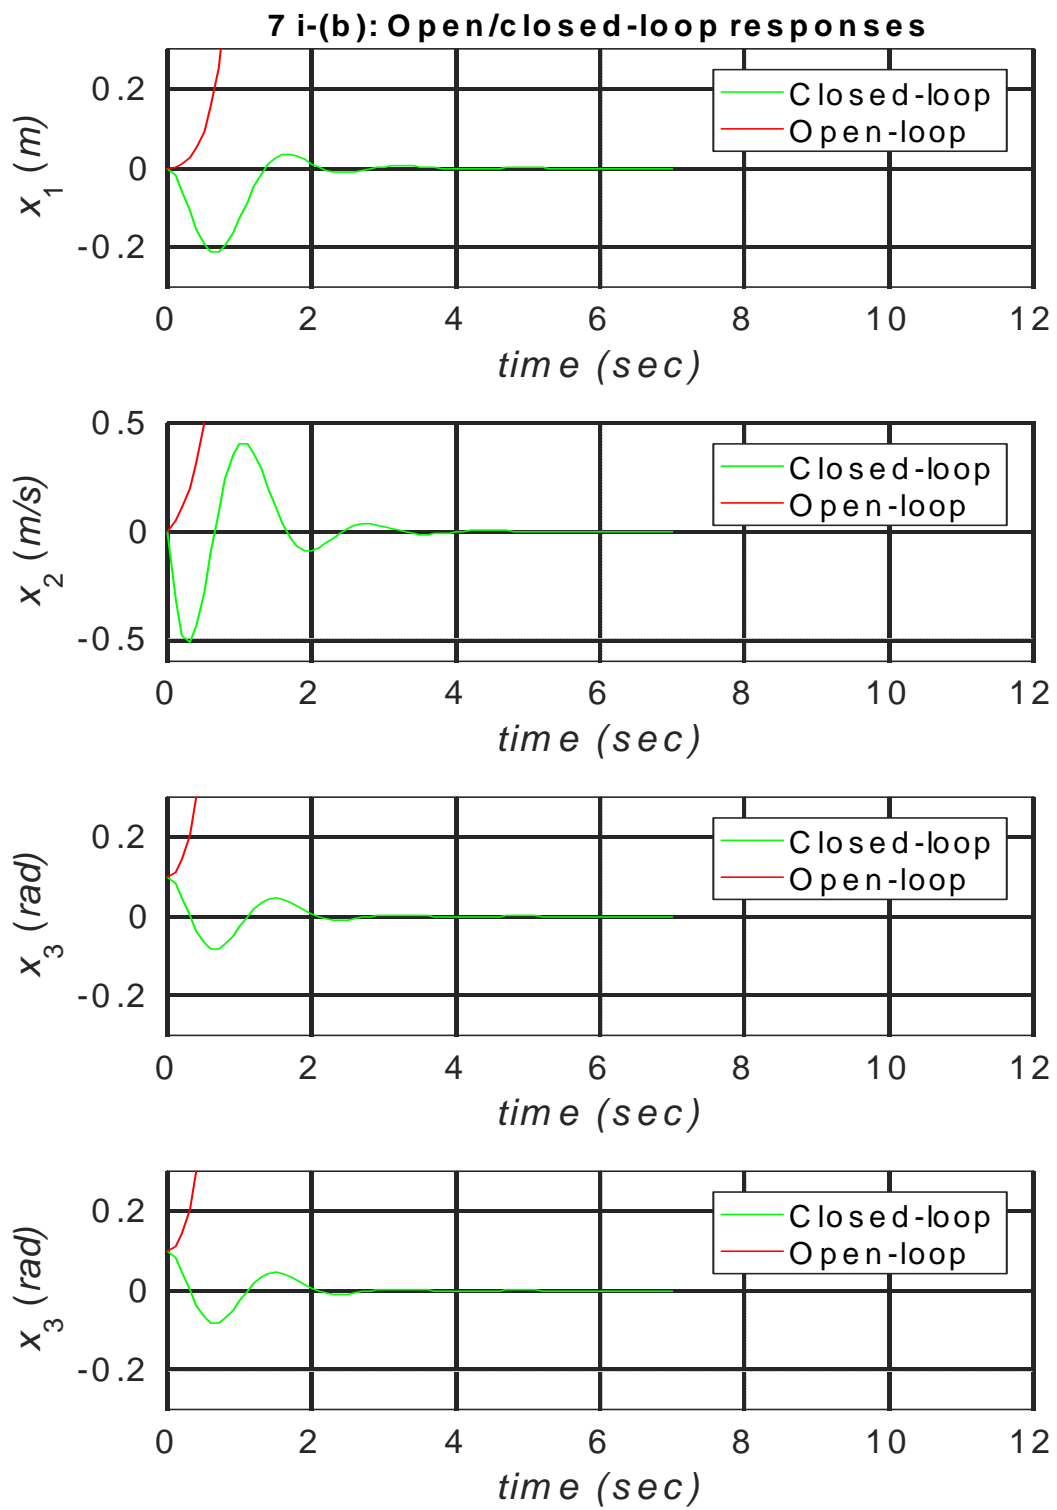 7 i-(b): Open/closed-loop responses
0.2
0
-0.2
x_1 (m)
Closed-loop
Open-loop
0 2 4 6 8 10 12
time (sec)
0.5
0
-0.5
x_2 (m/s)
Closed-loop
Open-loop
0 2 4 6 8 10 12
time (sec)
0.2
0
-0.2
x_3 (rad)
Closed-loop
Open-loop
0 2 4 6 8 10 12
time (sec)
0.2
0
-0.2
x_3 (rad)
Closed-loop
Open-loop
0 2 4 6 8 10 12
time (sec)